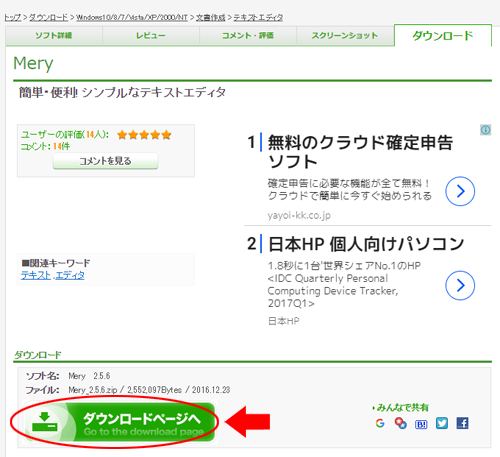 トップ > ダウンロード > Windows10/8/7/Vista/XP/2000/NT > 文書作成 > テキストエディタ
ソフト詳細 レビュー コメント・評価 スクリーンショット ダウンロード
Mery
簡単・便利! シンプルなテキストエディタ
ユーザーの評価(14人):
コメント:14件
コメントを見る
■関連キーワード
テキスト ,エディタ
1 無料のクラウド確定申告
ソフト
確定申告に必要な機能が全て無料！
クラウドで簡単に今すぐ始められる
yayoi-kk.co.jp
2 日本HP 個人向けパソコン
1.8秒に1台'世界シェアNo.1のHP
<IDC Quarterly Personal
Computing Device Tracker,
2017Q1>
日本HP
ダウンロード
ソフト名: Mery 2.5.6
ファイル: Mery_2.5.6.zip / 2,552,097Bytes / 2016.12.23
ダウンロードページへ
Go to the download page
みんなで共有
G B!